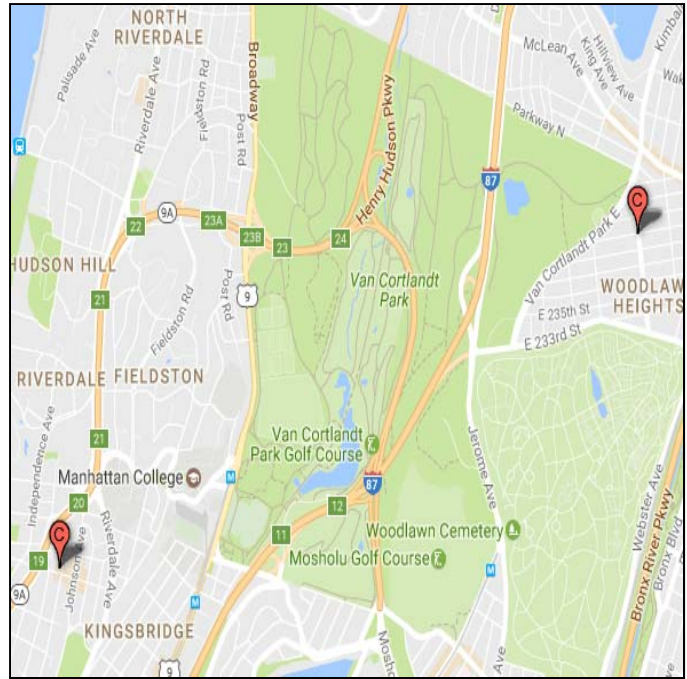 NORTH
RIVERDALE
Palisade Ave
Riverdale Ave
Fieldston Rd
Post Rd
Broadway
Henry Hudson Pkwy
McLean Ave
Hillview Ave
King Ave
Kimbal
Wak
Parkway N
87
C
9A
22
23A
23B
23
24
Van Cortlandt Park E
HUDSON HILL
Post Rd
9
Van Cortlandt
Park
WOODLAW
HEIGHTS
E 235th St
E 233rd St
21
Fieldston Rd
RIVERDALE
FIELDSTON
Independence Ave
21
Van Cortlandt
Park Golf Course
Jerome Ave
Manhattan College
M
87
20
12
Webster Ave
Bronx River Pkwy
Bronx Blvd
C
19
Johnson Ave
Riverdale Ave
11
Woodlawn Cemetery
Mosholu Golf Course
M
9A
M
KINGSBRIDGE
9
Mosho
Ave